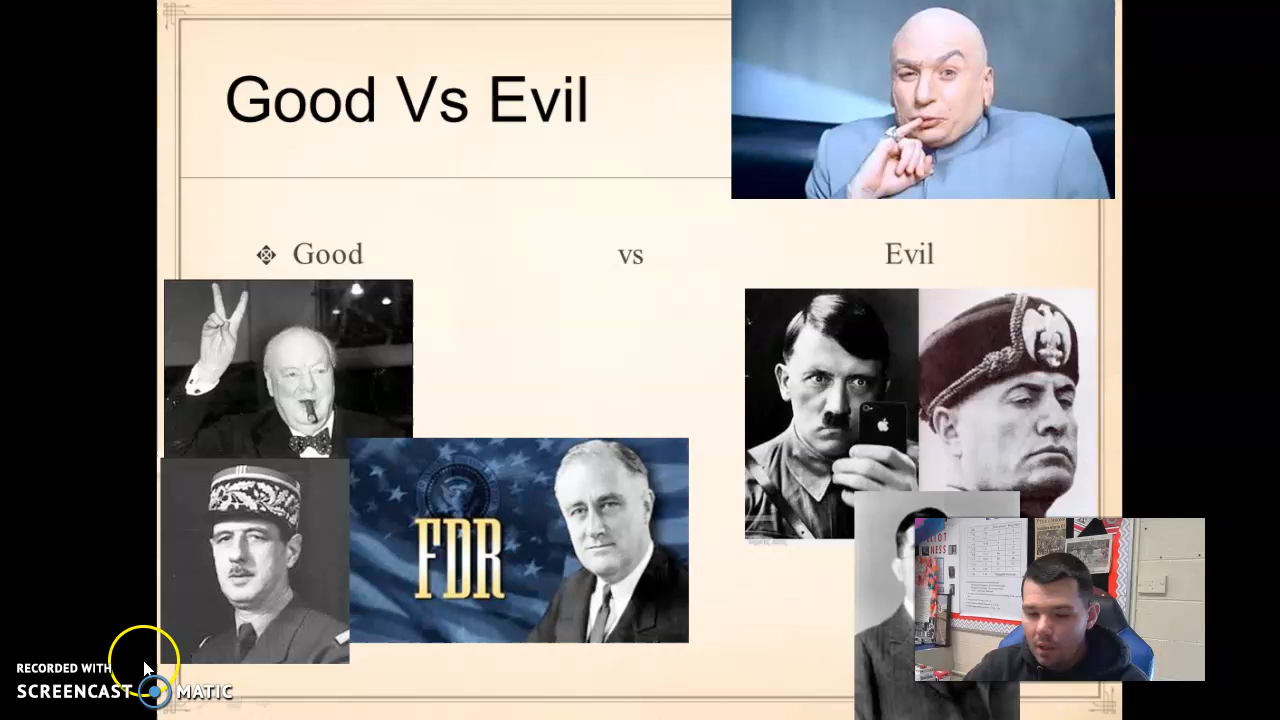 Good Vs Evil
Good vs Evil
FDR
RECORDED WITH
SCREENCAST MATIC